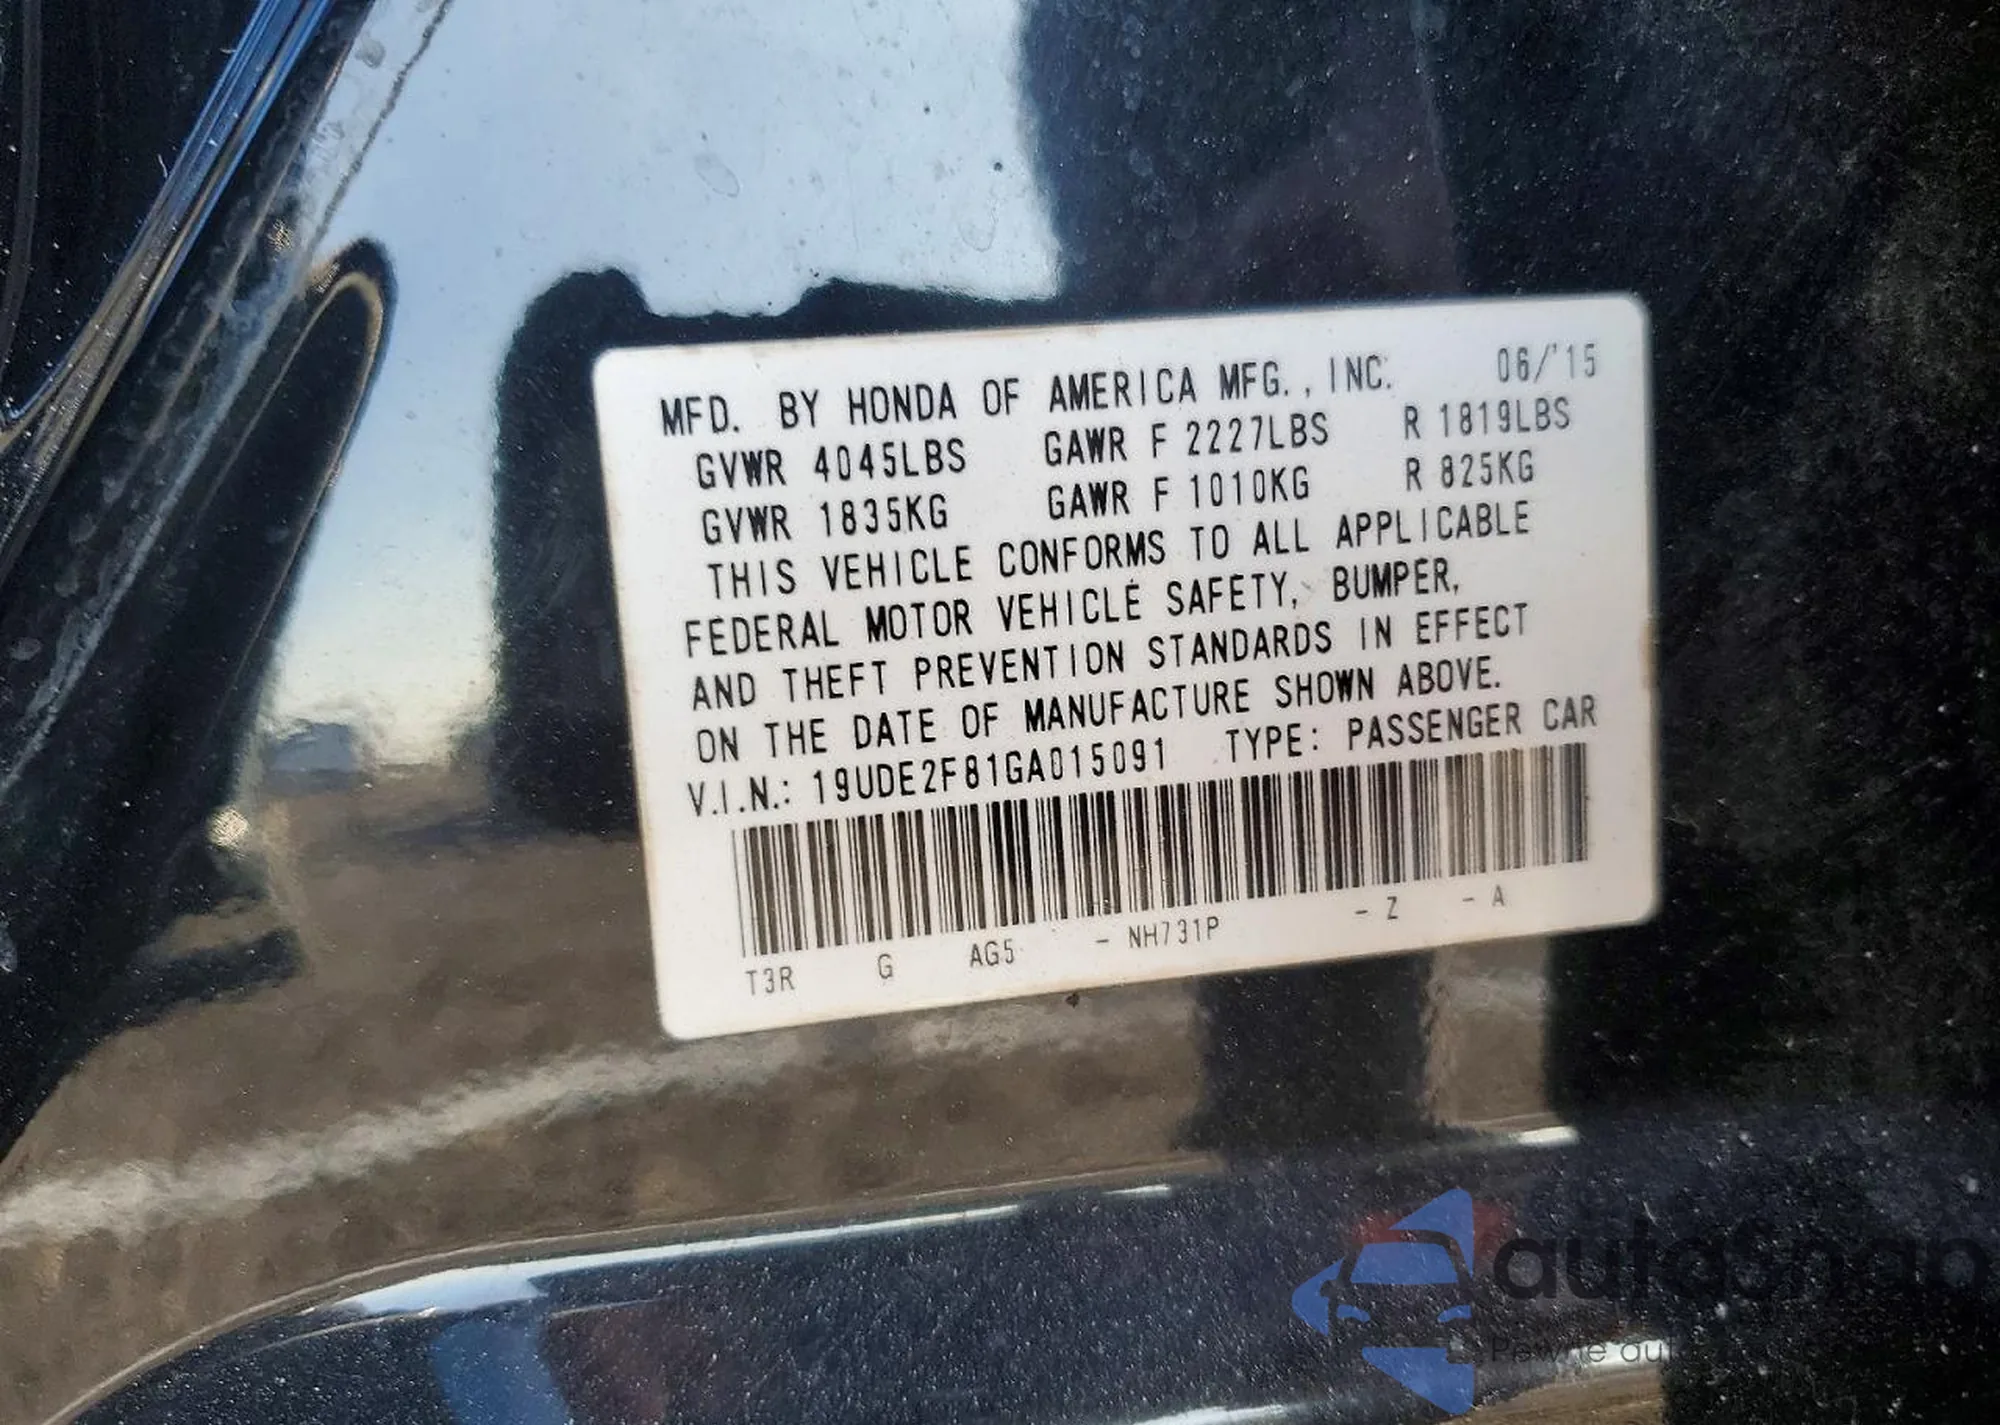 MFD. BY HONDA OF AMERICA MFG., INC. 06/'15
GVWR 4045LBS GAWR F 2227LBS R 1819LBS
GVWR 1835KG GAWR F 1010KG R 825KG
THIS VEHICLE CONFORMS TO ALL APPLICABLE
FEDERAL MOTOR VEHICLE SAFETY, BUMPER,
AND THEFT PREVENTION STANDARDS IN EFFECT
ON THE DATE OF MANUFACTURE SHOWN ABOVE.
V.I.N.: 19UDE2F81GA015091 TYPE: PASSENGER CAR
T3R G AG5 - NH731P - Z - A
autosnap
Pewne